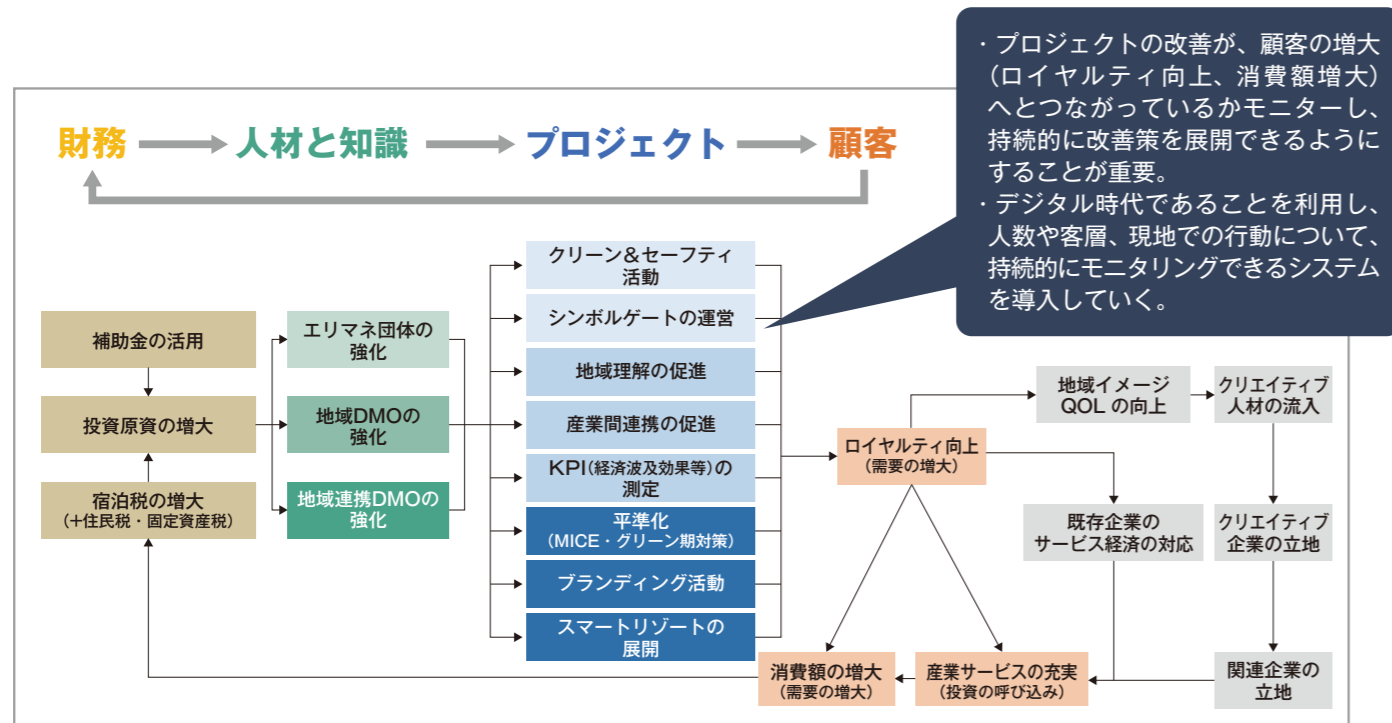 ・プロジェクトの改善が、顧客の増大
(ロイヤルティ向上、消費額増大)
へとつながっているかモニターし、
持続的に改善策を展開できるように
することが重要。
・デジタル時代であることを利用し、
人数や客層、現地での行動について、
持続的にモニタリングできるシステム
を導入していく。
財務
人材と知識
プロジェクト
顧客
補助金の活用
投資原資の増大
宿泊税の増大
(+住民税・固定資産税)
エリマネ団体の
強化
地域DMOの
強化
地域連携DMOの
強化
クリーン&セーフティ
活動
シンボルゲートの運営
地域理解の促進
産業間連携の促進
KPI(経済波及効果等)の
測定
平準化
(MICE・グリーン期対策)
ブランディング活動
スマートリゾートの
展開
ロイヤルティ向上
(需要の増大)
地域イメージ
QOLの向上
クリエイティブ
人材の流入
既存企業の
サービス経済の対応
クリエイティブ
企業の立地
消費額の増大
(需要の増大)
産業サービスの充実
(投資の呼び込み)
関連企業の
立地